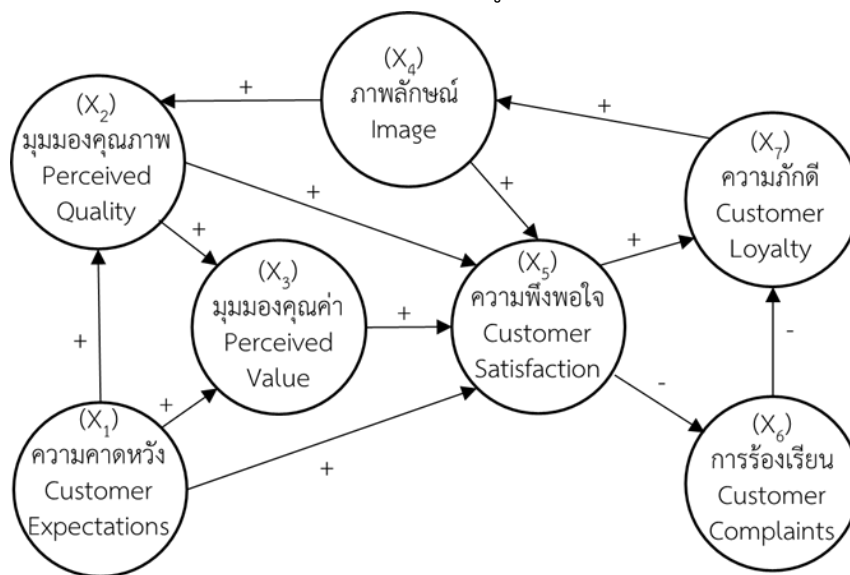 (X4)
ภาพลักษณ์
Image
(X2)
มุมมองคุณภาพ
Perceived
Quality
(X7)
ความภักดี
Customer
Loyalty
(X3)
มุมมองคุณค่า
Perceived
Value
(X5)
ความพึงพอใจ
Customer
Satisfaction
(X1)
ความคาดหวัง
Customer
Expectations
(X6)
การร้องเรียน
Customer
Complaints
+
+
+
+
+
+
+
+
+
+
-
-